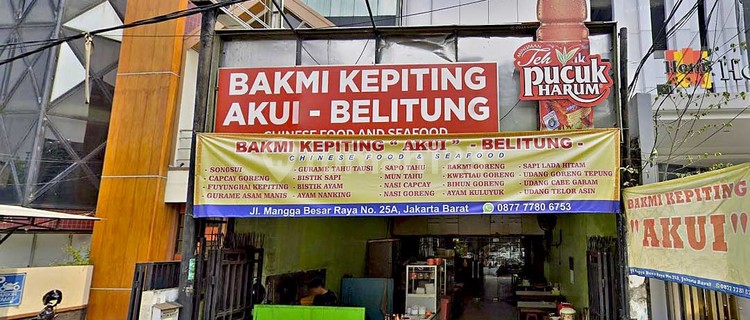 BAKMI KEPITING
AKUI - BELITUNG
CHINESE FOOD AND SEAFOOD
MINUMAN
Teh
pucuk
HARUM
BAKMI KEPITING " AKUI " - BELITUNG -
CHINESE FOOD & SEAFOOD
- SONGSUI
- CAPCAY GORENG
- FUYUNGHAI KEPITING
- GURAME ASAM MANIS
- GURAME TAHU TAUSI
- BISTIK SAPI
- BISTIK AYAM
- AYAM NANKING
- SAPO TAHU
- MUN TAHU
- NASI CAPCAY
- NASI GORENG
- BAKMI GORENG
- KWETIAU GORENG
- BIHUN GORENG
- AYAM KULUYUK
- SAPI LADA HITAM
- UDANG GORENG TEPUNG
- UDANG CABE GARAM
- UDANG TELOR ASIN
Jl. Mangga Besar Raya No. 25A, Jakarta Barat
0877 7780 6753
BAKMI KEPITING
"AKUI"